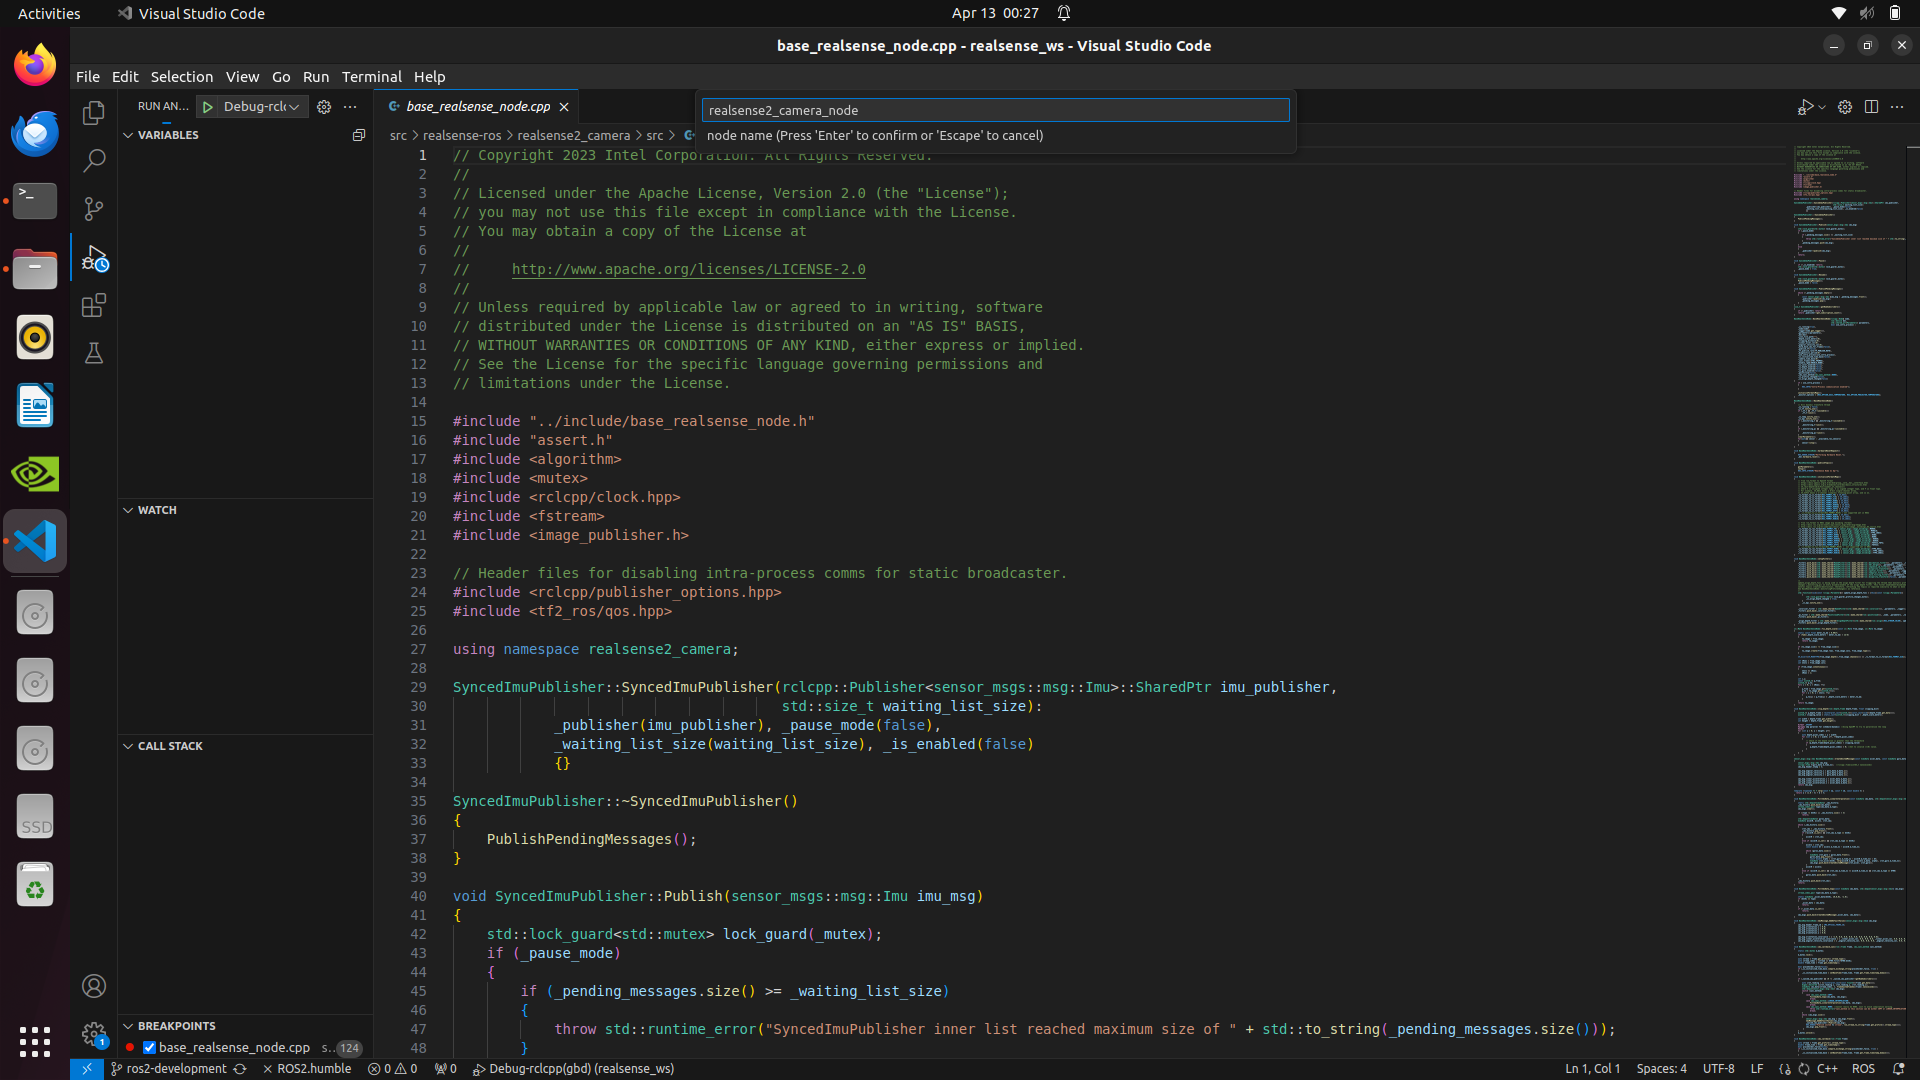 Activities
Visual Studio Code
Apr 13 00:27
base_realsense_node.cpp - realsense_ws - Visual Studio Code
File Edit Selection View Go Run Terminal Help
RUN AN...
Debug-rclc
base_realsense_node.cpp
realsense2_camera_node
node name (Press 'Enter' to confirm or 'Escape' to cancel)
src > realsense-ros > realsense2_camera > src >
VARIABLES
WATCH
CALL STACK
BREAKPOINTS
base_realsense_node.cpp s... 124
1 // Copyright 2023 Intel Corporation. All Rights Reserved.
2 //
3 // Licensed under the Apache License, Version 2.0 (the "License");
4 // you may not use this file except in compliance with the License.
5 // You may obtain a copy of the License at
6 //
7 //     http://www.apache.org/licenses/LICENSE-2.0
8 //
9 // Unless required by applicable law or agreed to in writing, software
10 // distributed under the License is distributed on an "AS IS" BASIS,
11 // WITHOUT WARRANTIES OR CONDITIONS OF ANY KIND, either express or implied.
12 // See the License for the specific language governing permissions and
13 // limitations under the License.
14
15 #include "../include/base_realsense_node.h"
16 #include "assert.h"
17 #include <algorithm>
18 #include <mutex>
19 #include <rclcpp/clock.hpp>
20 #include <fstream>
21 #include <image_publisher.h>
22
23 // Header files for disabling intra-process comms for static broadcaster.
24 #include <rclcpp/publisher_options.hpp>
25 #include <tf2_ros/qos.hpp>
26
27 using namespace realsense2_camera;
28
29 SyncedImuPublisher::SyncedImuPublisher(rclcpp::Publisher<sensor_msgs::msg::Imu>::SharedPtr imu_publisher,
30                                        std::size_t waiting_list_size):
31             _publisher(imu_publisher), _pause_mode(false),
32             _waiting_list_size(waiting_list_size), _is_enabled(false)
33             {}
34
35 SyncedImuPublisher::~SyncedImuPublisher()
36 {
37     PublishPendingMessages();
38 }
39
40 void SyncedImuPublisher::Publish(sensor_msgs::msg::Imu imu_msg)
41 {
42     std::lock_guard<std::mutex> lock_guard(_mutex);
43     if (_pause_mode)
44     {
45         if (_pending_messages.size() >= _waiting_list_size)
46         {
47             throw std::runtime_error("SyncedImuPublisher inner list reached maximum size of " + std::to_string(_pending_messages.size()));
48         }
SSD
1
ros2-development
ROS2.humble
0 0
0
Debug-rclcpp(gbd) (realsense_ws)
Ln 1, Col 1
Spaces: 4
UTF-8
LF
C++
ROS